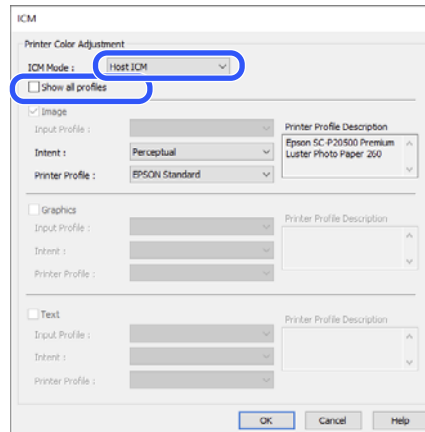 ICM
Printer Color Adjustment
ICM Mode :
Host ICM
Show all profiles
Image
Input Profile :
Printer Profile Description
Epson SC-P20500 Premium
Luster Photo Paper 260
Intent :
Perceptual
Printer Profile :
EPSON Standard
Graphics
Input Profile :
Printer Profile Description
Intent :
Printer Profile :
Text
Input Profile :
Printer Profile Description
Intent :
Printer Profile :
OK
Cancel
Help